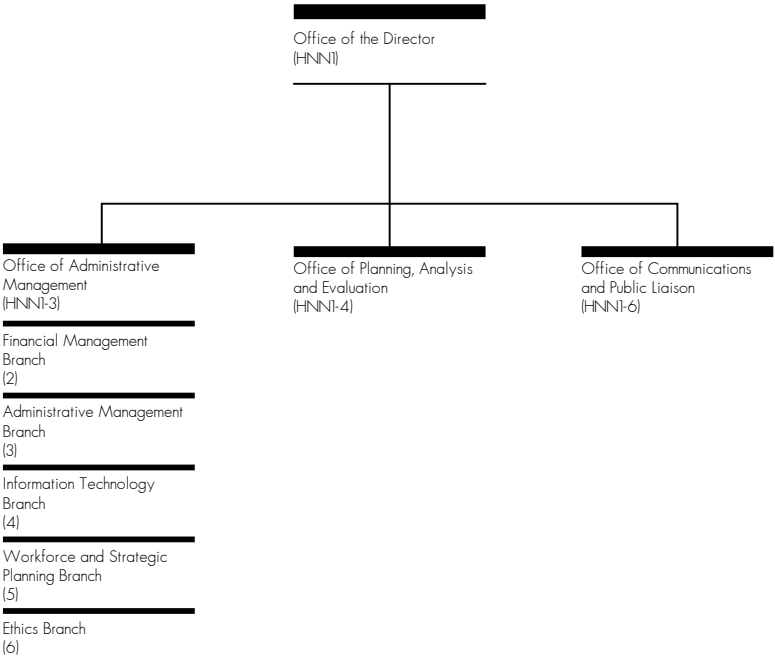 Office of the Director
(HNN1)
Office of Administrative
Management
(HNN1-3)
Financial Management
Branch
(2)
Administrative Management
Branch
(3)
Information Technology
Branch
(4)
Workforce and Strategic
Planning Branch
(5)
Ethics Branch
(6)
Office of Planning, Analysis
and Evaluation
(HNN1-4)
Office of Communications
and Public Liaison
(HNN1-6)